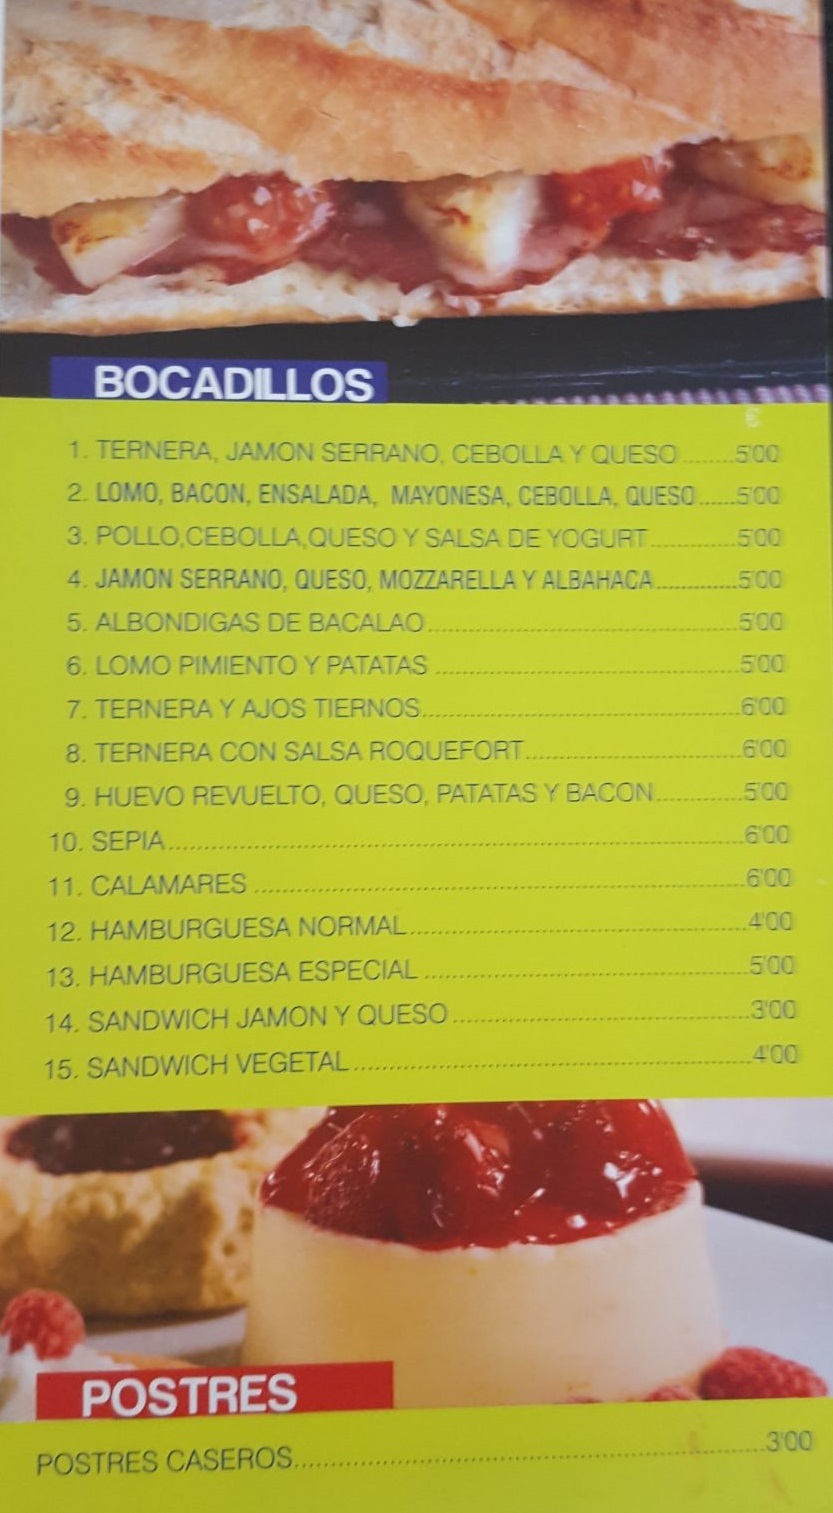 BOCADILLOS
€
1. TERNERA, JAMON SERRANO, CEBOLLA Y QUESO........5'00
2. LOMO, BACON, ENSALADA, MAYONESA, CEBOLLA, QUESO......5'00
3. POLLO,CEBOLLA,QUESO Y SALSA DE YOGURT.............5'00
4. JAMON SERRANO, QUESO, MOZZARELLA Y ALBAHACA............5'00
5. ALBONDIGAS DE BACALAO..............................................5'00
6. LOMO PIMIENTO Y PATATAS .............................................5'00
7. TERNERA Y AJOS TIERNOS...............................................6'00
8. TERNERA CON SALSA ROQUEFORT................................6'00
9. HUEVO REVUELTO, QUESO, PATATAS Y BACON.............5'00
10. SEPIA......................................................................................6'00
11. CALAMARES .........................................................................6'00
12. HAMBURGUESA NORMAL..................................................4'00
13. HAMBURGUESA ESPECIAL ................................................5'00
14. SANDWICH JAMON Y QUESO ............................................3'00
15. SANDWICH VEGETAL...........................................................4'00
POSTRES
POSTRES CASEROS......................................................................3'00